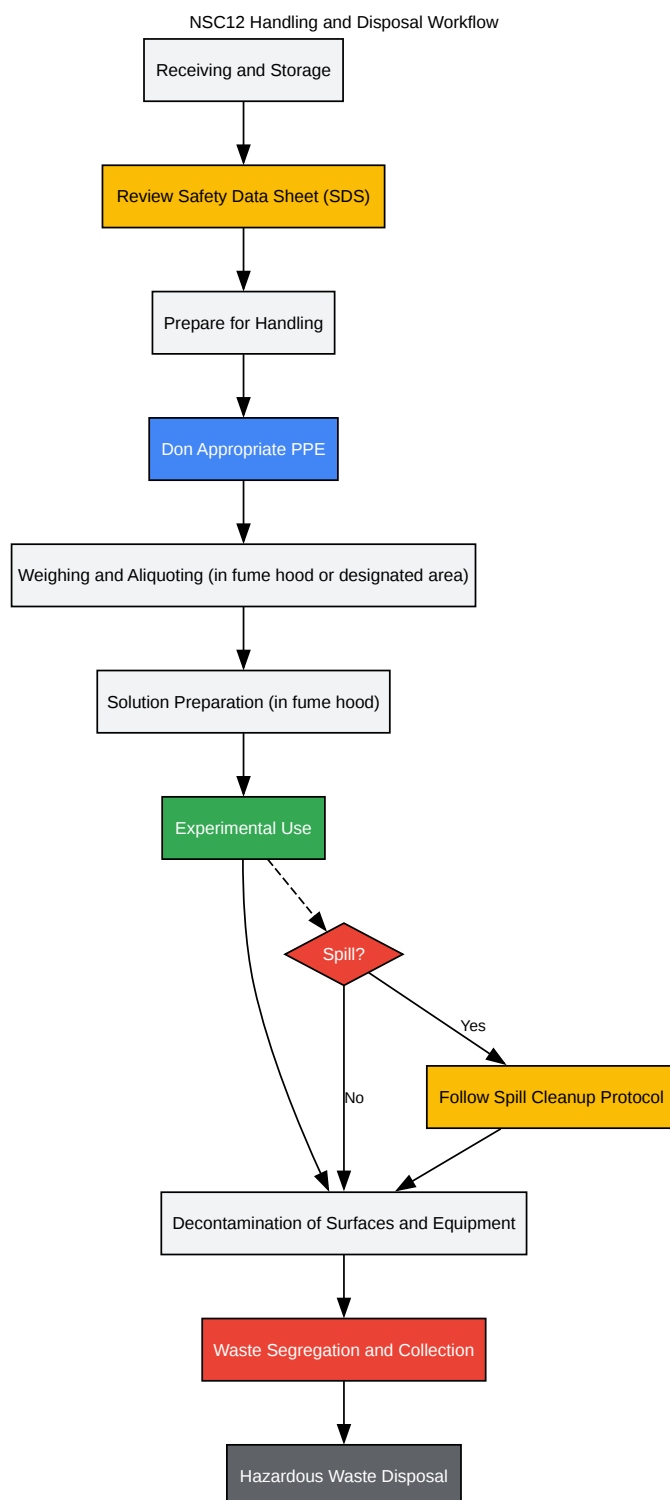 NSC12 Handling and Disposal Workflow
Receiving and Storage
Review Safety Data Sheet (SDS)
Prepare for Handling
Don Appropriate PPE
Weighing and Aliquoting (in fume hood or designated area)
Solution Preparation (in fume hood)
Experimental Use
Spill?
Yes
No
Follow Spill Cleanup Protocol
Decontamination of Surfaces and Equipment
Waste Segregation and Collection
Hazardous Waste Disposal